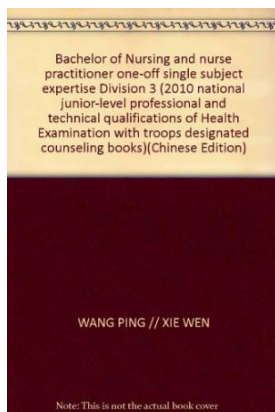 Bachelor of Nursing and nurse
practitioner one-off single subject
expertise Division 3 (2010 national
junior-level professional and
technical qualifications of Health
Examination with troops designated
counseling books)(Chinese Edition)
WANG PING // XIE WEN
Note: This is not the actual book cover